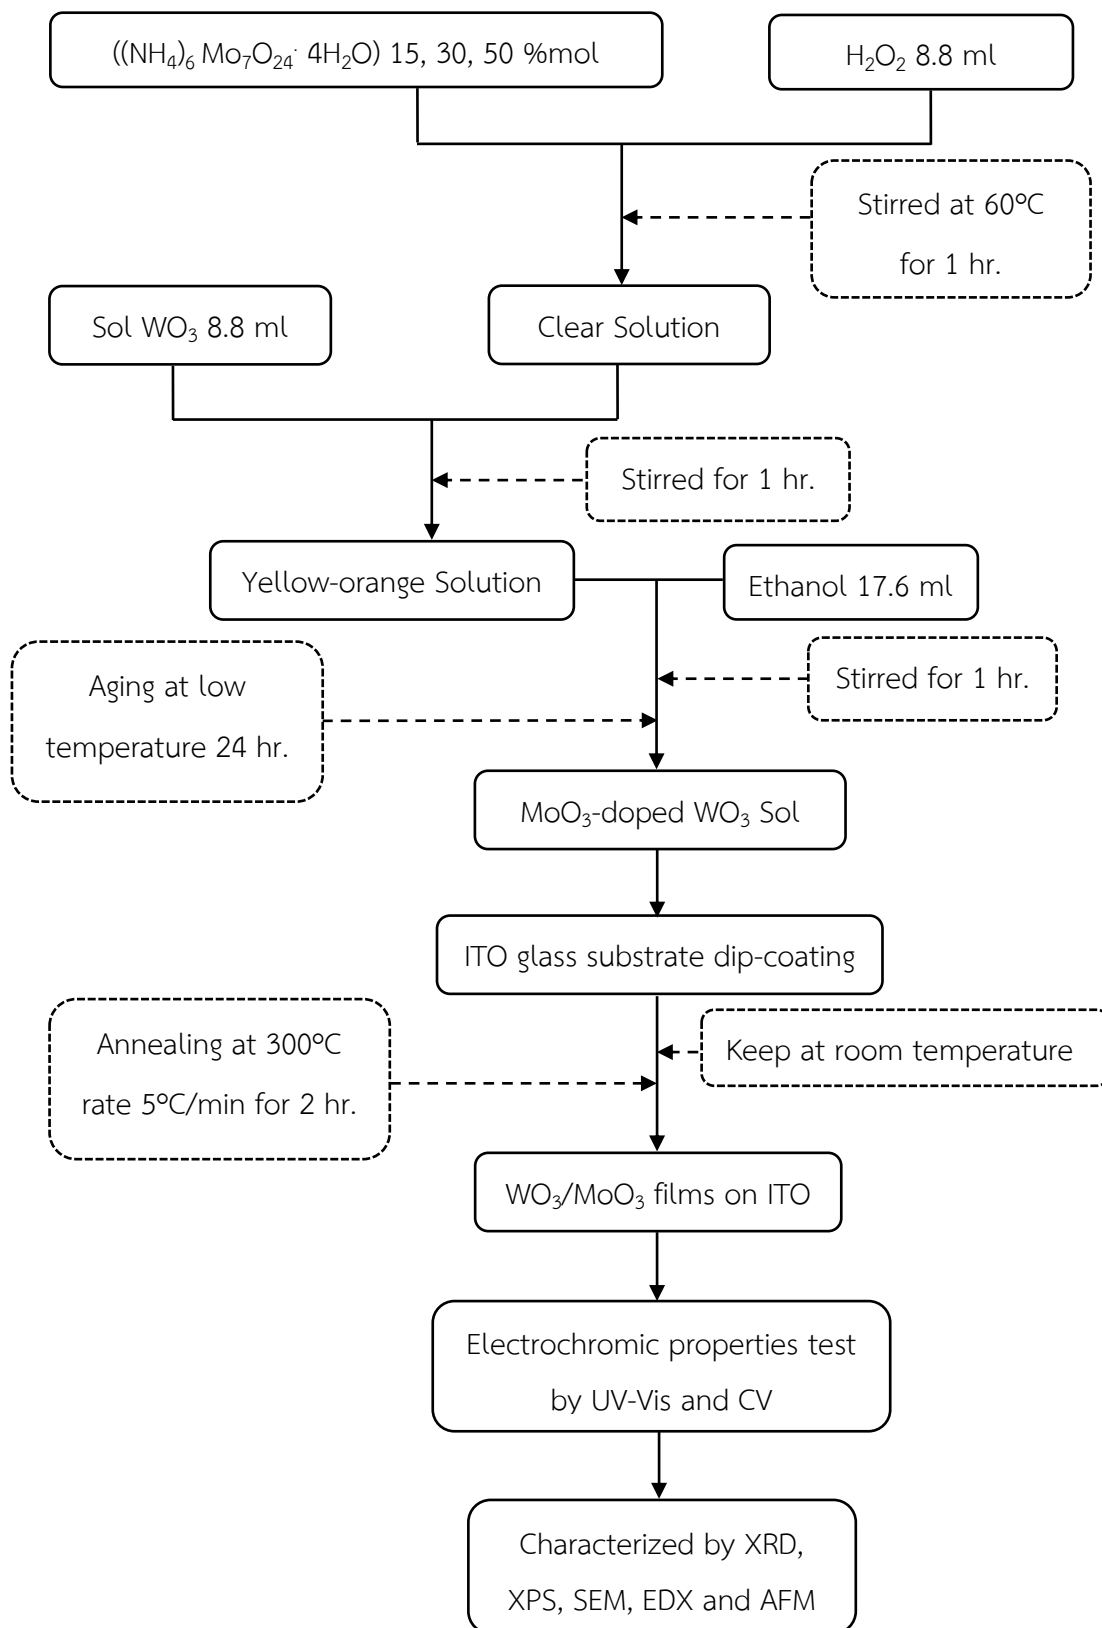 ((NH₄)₆ Mo₇O₂₄· 4H₂O) 15, 30, 50 %mol
H₂O₂ 8.8 ml
Stirred at 60°C
for 1 hr.
Sol WO₃ 8.8 ml
Clear Solution
Stirred for 1 hr.
Yellow-orange Solution
Ethanol 17.6 ml
Aging at low
temperature 24 hr.
Stirred for 1 hr.
MoO₃-doped WO₃ Sol
ITO glass substrate dip-coating
Annealing at 300°C
rate 5°C/min for 2 hr.
Keep at room temperature
WO₃/MoO₃ films on ITO
Electrochromic properties test
by UV-Vis and CV
Characterized by XRD,
XPS, SEM, EDX and AFM